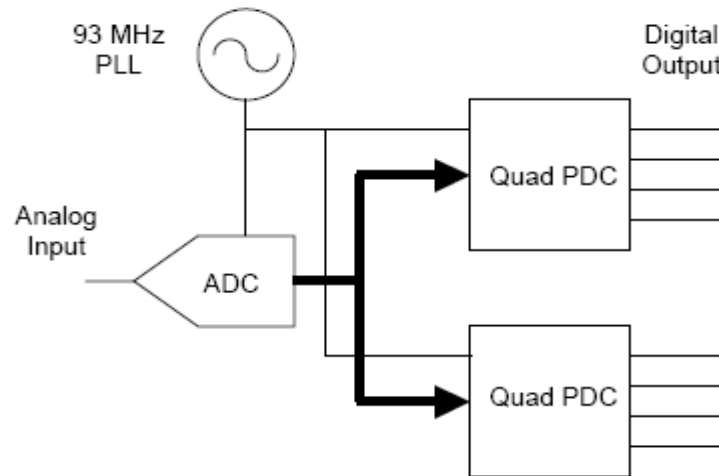 93 MHz
PLL
Digital
Output
Quad PDC
Analog
Input
ADC
Quad PDC